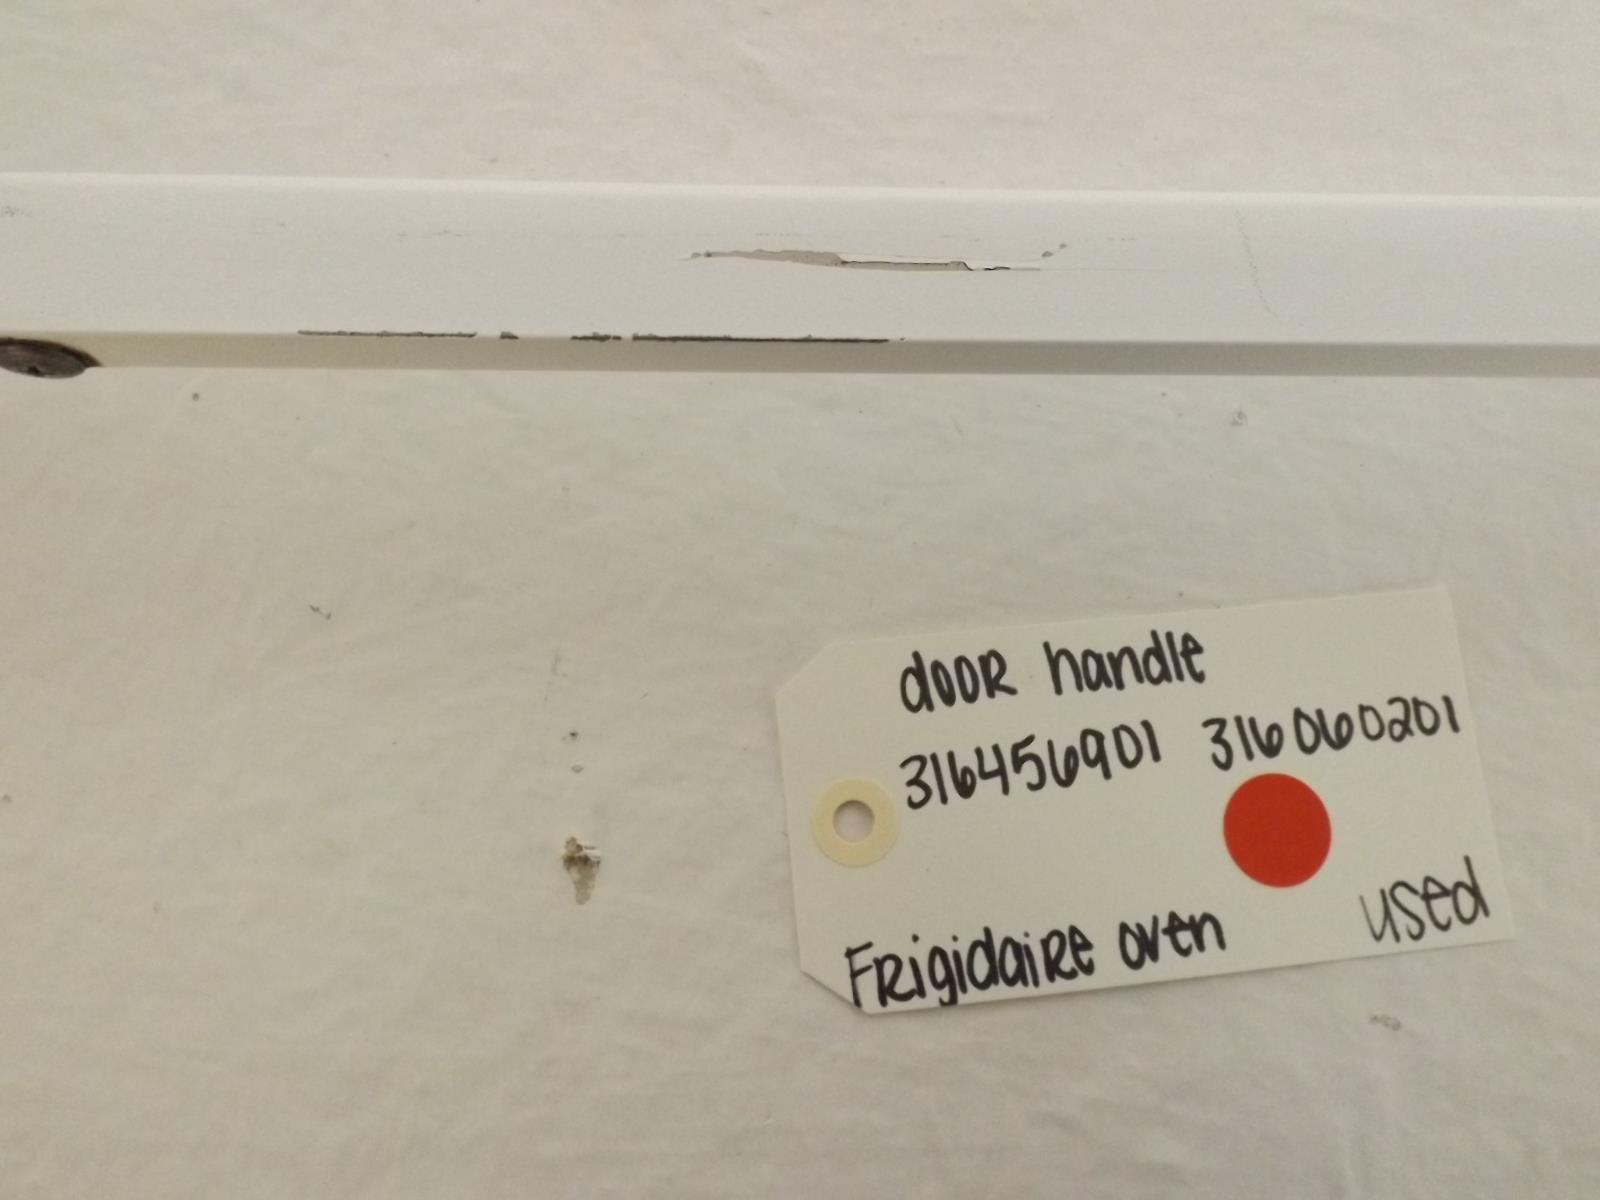 dooR handle
316456901 316060201
FRigidaiRe oven
used